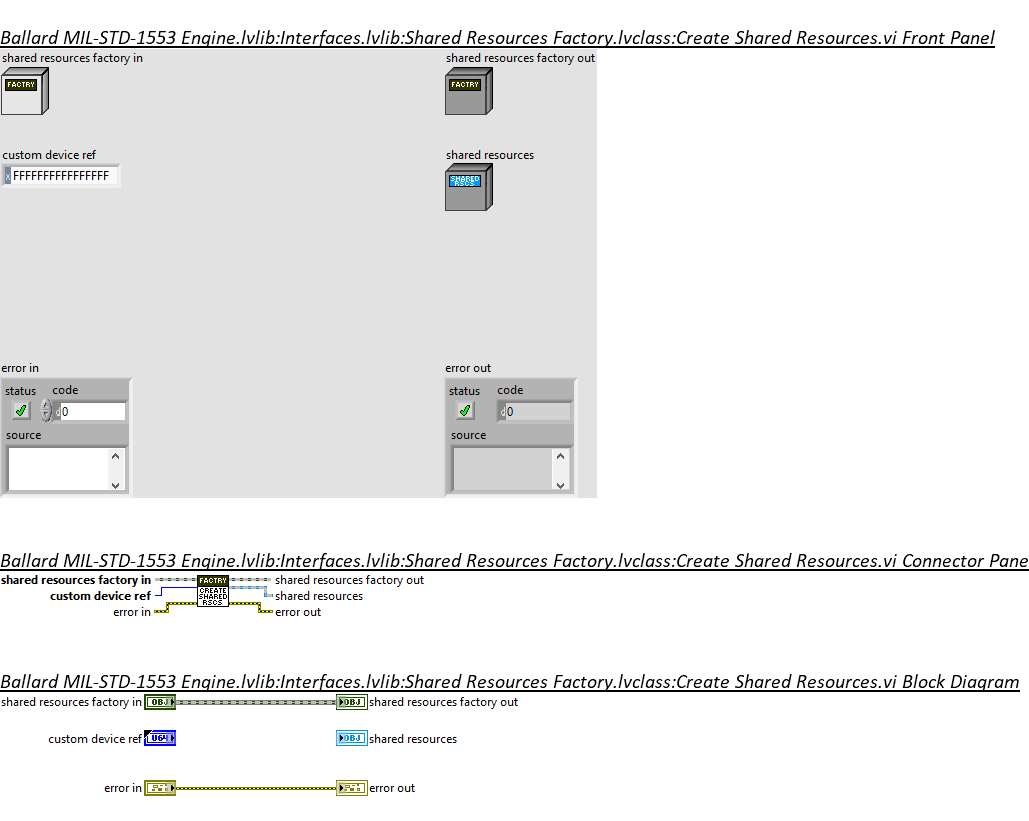 Ballard MIL-STD-1553 Engine.lvlib:Interfaces.lvlib:Shared Resources Factory.lvclass:Create Shared Resources.vi Front Panel
shared resources factory in
shared resources factory out
FACTRY
FACTRY
custom device ref
shared resources
x FFFFFFFFFFFFFFFF
SHARED
RSCS
error in
error out
status code
status code
d 0
d 0
source
source
Ballard MIL-STD-1553 Engine.lvlib:Interfaces.lvlib:Shared Resources Factory.lvclass:Create Shared Resources.vi Connector Pane
shared resources factory in FACTRY shared resources factory out
custom device ref CREATE SHARED RSCS shared resources
error in error out
Ballard MIL-STD-1553 Engine.lvlib:Interfaces.lvlib:Shared Resources Factory.lvclass:Create Shared Resources.vi Block Diagram
shared resources factory in OBJ OBJ shared resources factory out
custom device ref U64 OBJ shared resources
error in error out